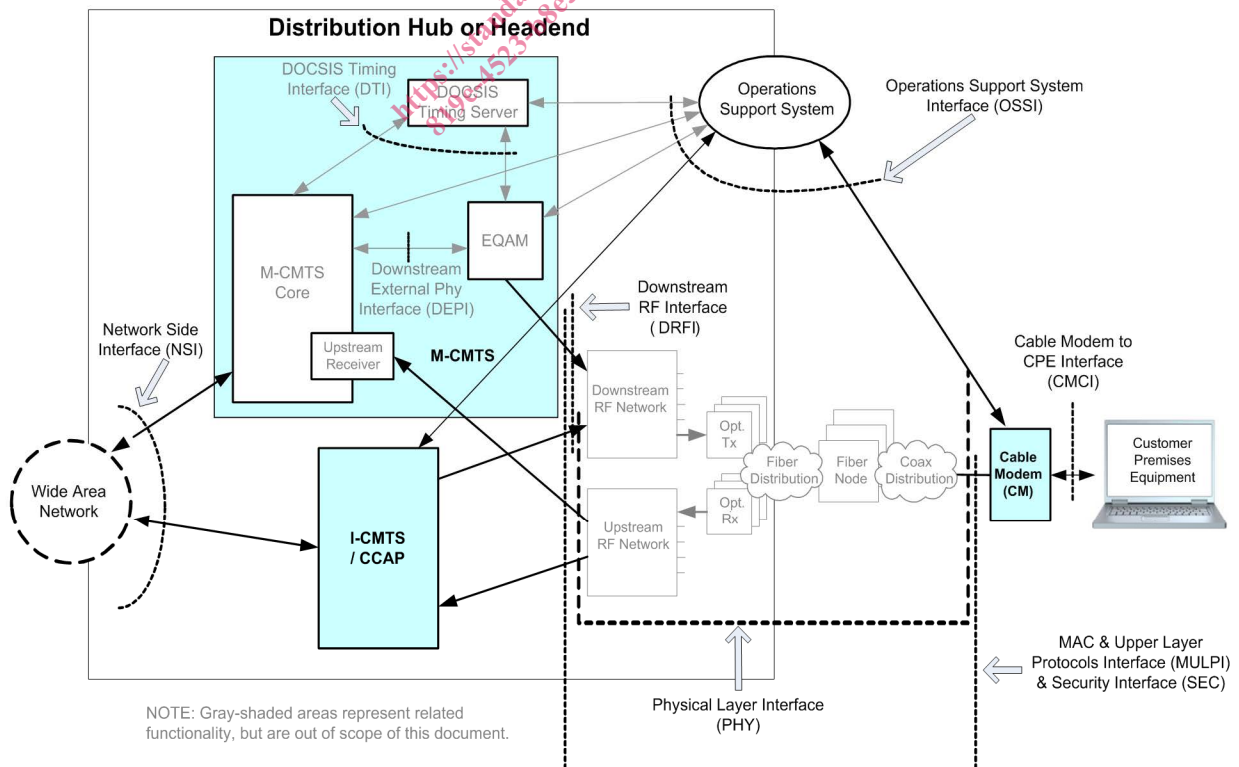 Distribution Hub or Headend
https://standa
819c-4523-b8e
DOCSIS Timing
Interface (DTI)
DOCSIS
Timing Server
Operations
Support System
Operations Support System
Interface (OSSI)
M-CMTS
Core
EQAM
Downstream
External Phy
Interface (DEPI)
Upstream
Receiver
M-CMTS
Network Side
Interface (NSI)
Downstream
RF Interface
( DRFI)
Cable Modem to
CPE Interface
(CMCI)
Downstream
RF Network
Opt.
Tx
Fiber
Distribution
Fiber
Node
Coax
Distribution
Cable
Modem
(CM)
Customer
Premises
Equipment
Wide Area
Network
I-CMTS
/ CCAP
Upstream
RF Network
Opt.
Rx
MAC & Upper Layer
Protocols Interface (MULPI)
& Security Interface (SEC)
Physical Layer Interface
(PHY)
NOTE: Gray-shaded areas represent related
functionality, but are out of scope of this document.